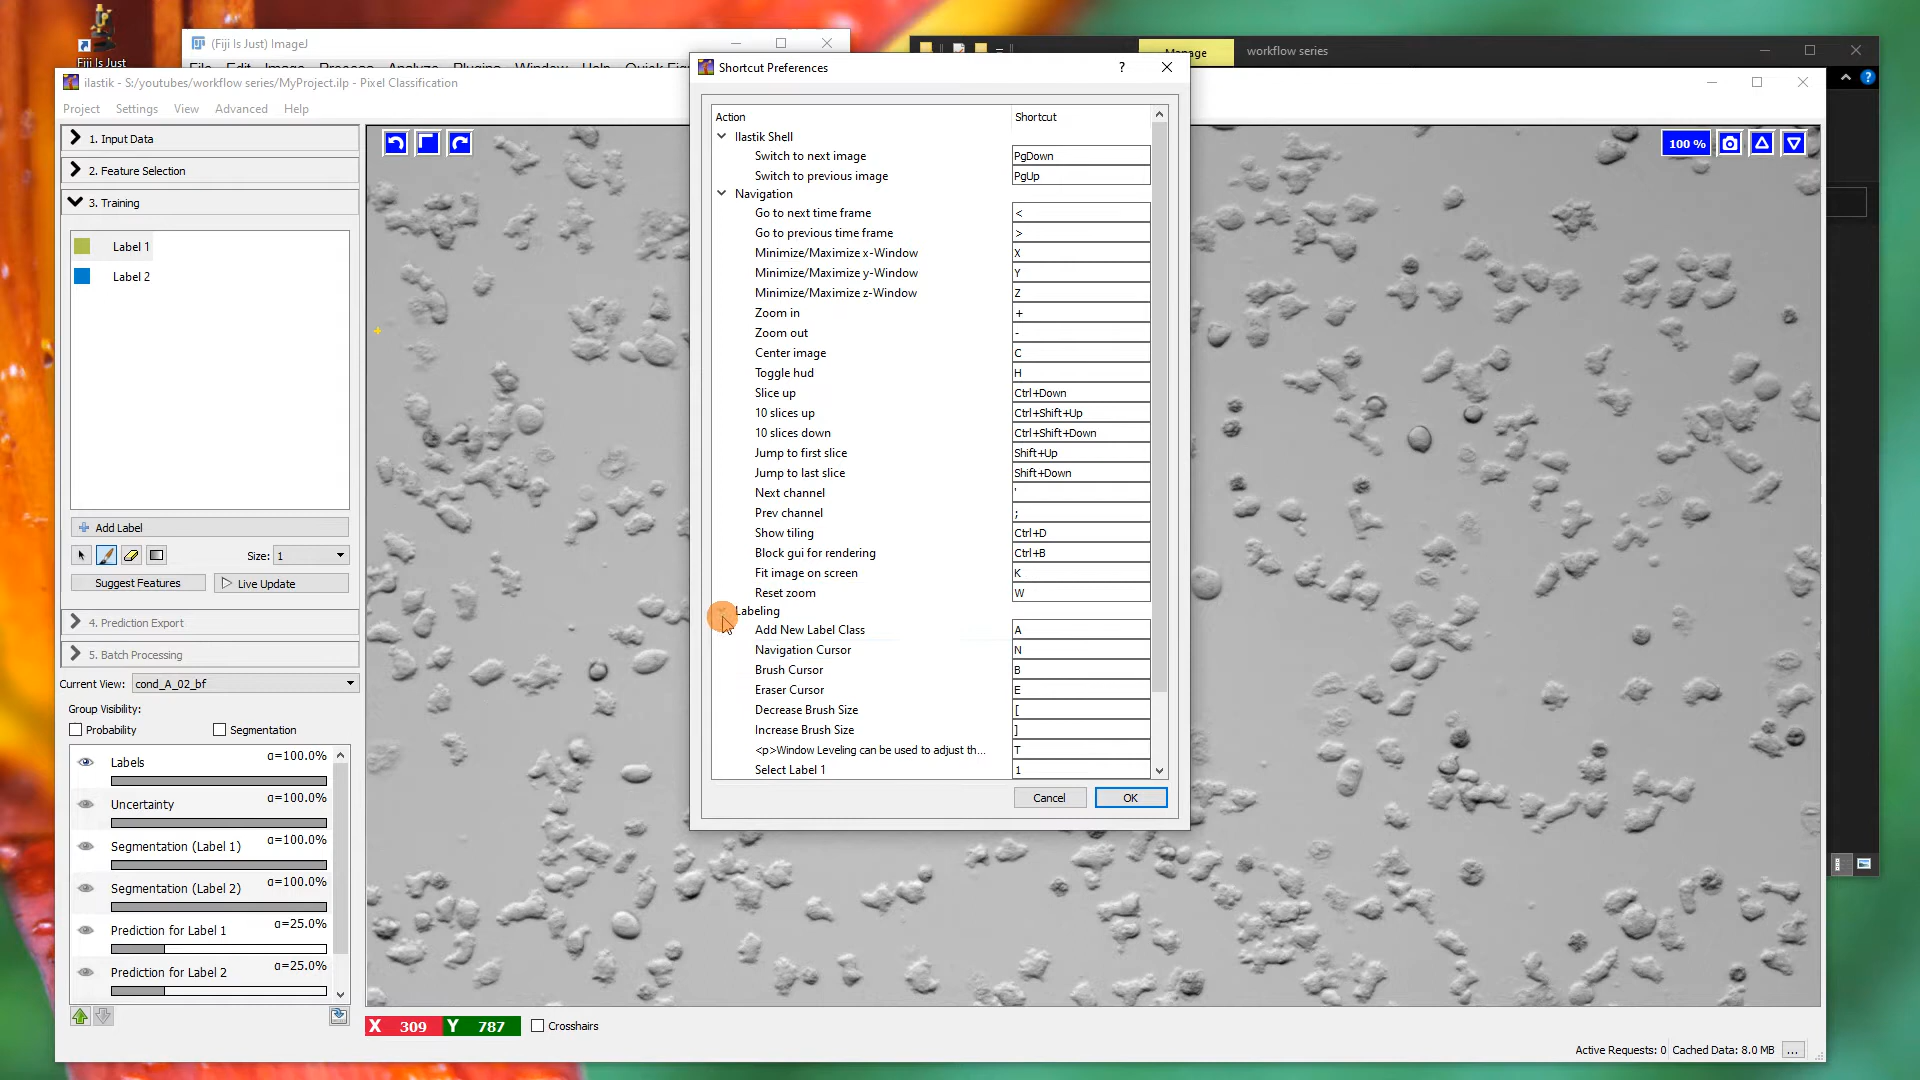 Fiji Is Just
(Fiji Is Just) ImageJ
File Edit Image Process Analyze Plugins Window Help Quick Fig
Manage
workflow series
ilastik - S:/youtubes/workflow series/MyProject.ilp - Pixel Classification
Project Settings View Advanced Help
1. Input Data
2. Feature Selection
3. Training
Label 1
Label 2
Add Label
Size: 1
Suggest Features
Live Update
4. Prediction Export
5. Batch Processing
Current View: cond_A_02_bf
Group Visibility:
Probability
Segmentation
Labels α=100.0%
Uncertainty α=100.0%
Segmentation (Label 1) α=100.0%
Segmentation (Label 2) α=100.0%
Prediction for Label 1 α=25.0%
Prediction for Label 2 α=25.0%
100 %
X 309 Y 787
Crosshairs
Active Requests: 0 Cached Data: 8.0 MB ...
Shortcut Preferences
?
Action Shortcut
Ilastik Shell
Switch to next image PgDown
Switch to previous image PgUp
Navigation
Go to next time frame <
Go to previous time frame >
Minimize/Maximize x-Window X
Minimize/Maximize y-Window Y
Minimize/Maximize z-Window Z
Zoom in +
Zoom out -
Center image C
Toggle hud H
Slice up Ctrl+Down
10 slices up Ctrl+Shift+Up
10 slices down Ctrl+Shift+Down
Jump to first slice Shift+Up
Jump to last slice Shift+Down
Next channel '
Prev channel ;
Show tiling Ctrl+D
Block gui for rendering Ctrl+B
Fit image on screen K
Reset zoom W
Labeling
Add New Label Class A
Navigation Cursor N
Brush Cursor B
Eraser Cursor E
Decrease Brush Size [
Increase Brush Size ]
<p>Window Leveling can be used to adjust th... T
Select Label 1 1
Cancel
OK